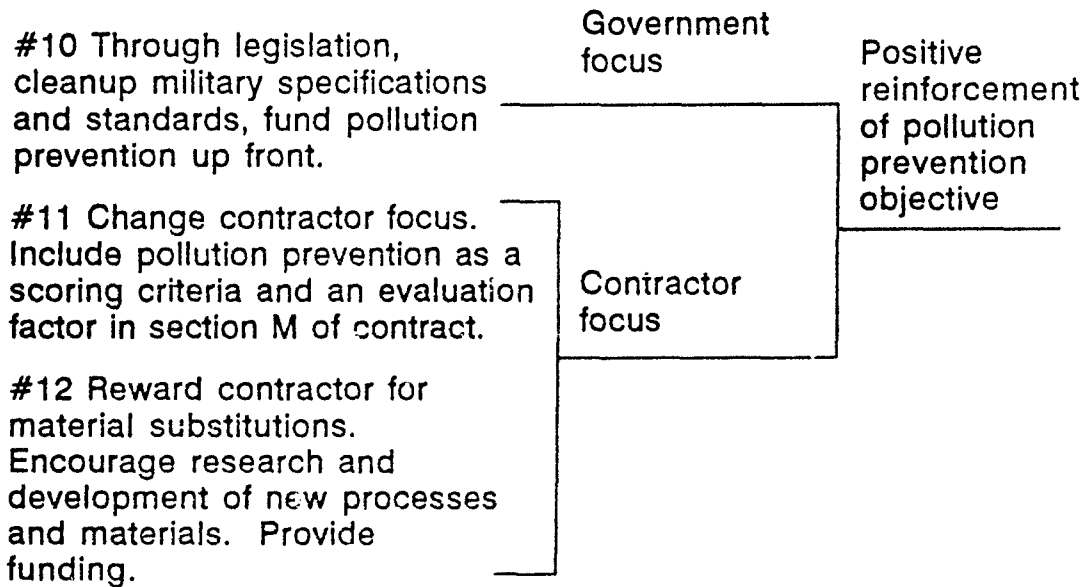 #10 Through legislation,
cleanup military specifications
and standards, fund pollution
prevention up front.
#11 Change contractor focus.
Include pollution prevention as a
scoring criteria and an evaluation
factor in section M of contract.
#12 Reward contractor for
material substitutions.
Encourage research and
development of new processes
and materials. Provide
funding.
Government
focus
Contractor
focus
Positive
reinforcement
of pollution
prevention
objective